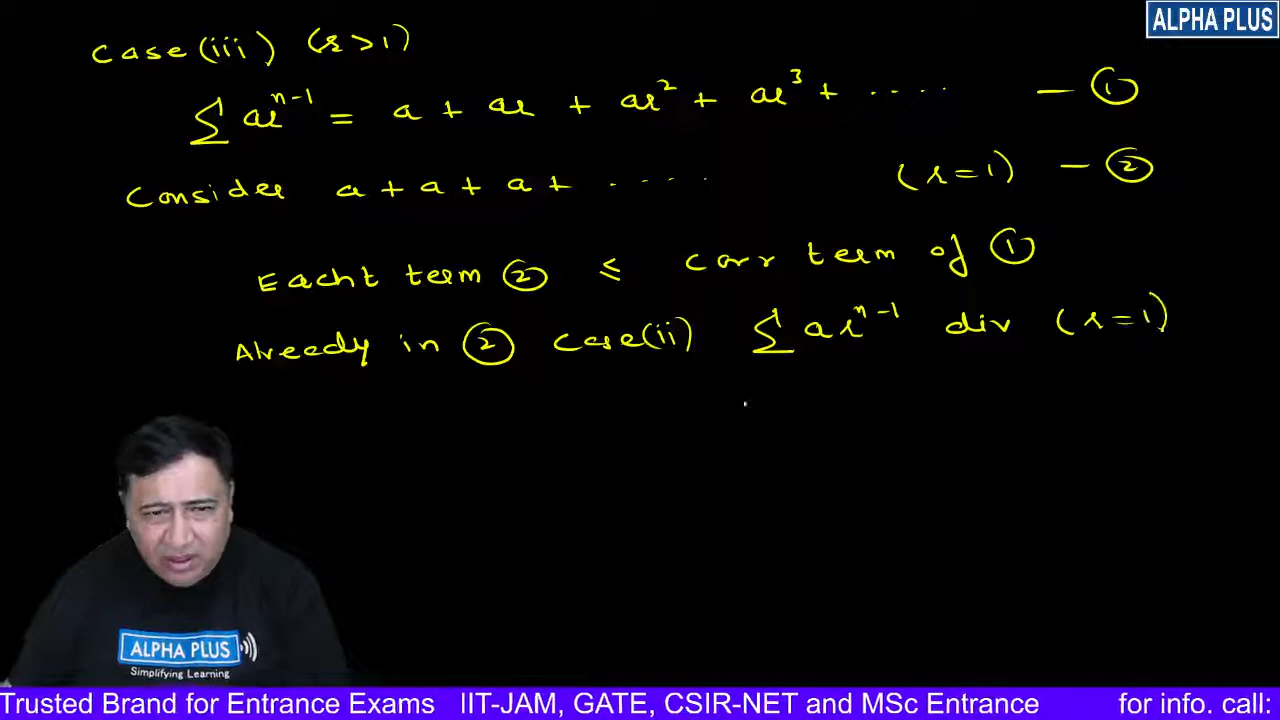 ALPHA PLUS
Case(iii) (r>1)
∑ ar^{n-1} = a + ar + ar² + ar³ + ..... — ①
Consider a + a + a + ..... (r=1) — ②
Eacht term ② ≤ corr term of ①
Already in ② Case(ii) ∑ ar^{n-1} div (r=1)
ALPHA PLUS
Simplifying Learning
Trusted Brand for Entrance Exams IIT-JAM, GATE, CSIR-NET and MSc Entrance for info. call: